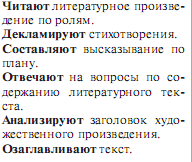 Читают литературное произве-
дение по ролям.
Декламируют стихотворения.
Составляют высказывание по
плану.
Отвечают на вопросы по со-
держанию литературного тек-
ста.
Анализируют заголовок худо-
жественного произведения.
Озаглавливают текст.